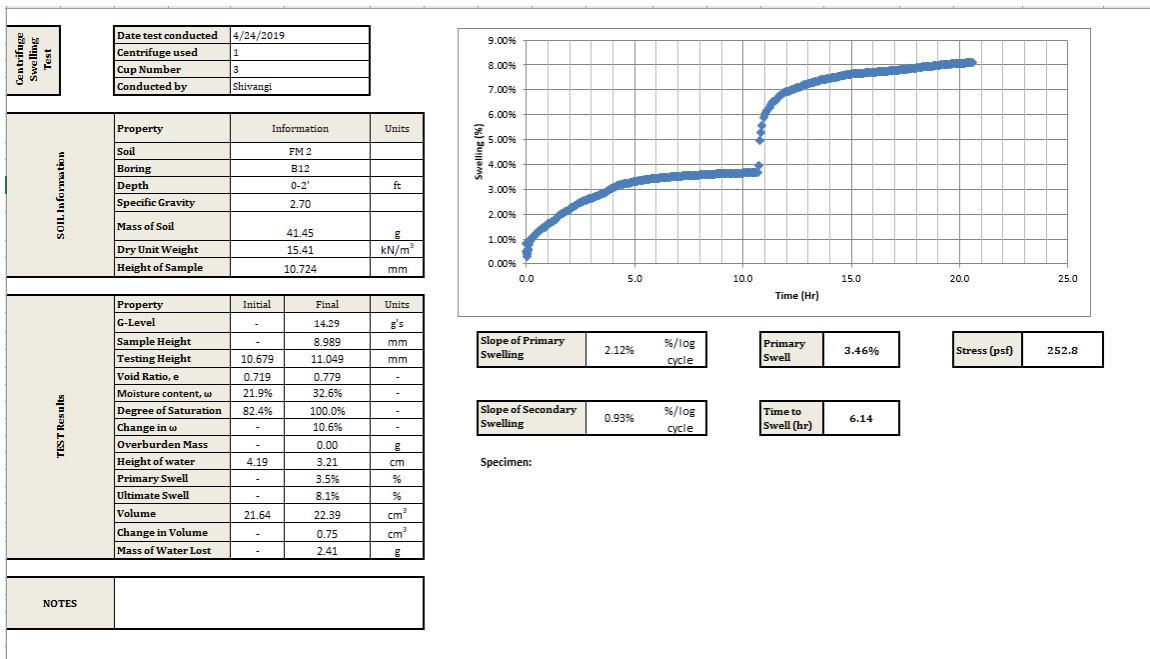 Centrifuge
Swelling
Test
Date test conducted 4/24/2019
Centrifuge used 1
Cup Number 3
Conducted by Shivangi
SOIL Information
Property Information Units
Soil FM 2
Boring B12
Depth 0-2' ft
Specific Gravity 2.70
Mass of Soil 41.45 g
Dry Unit Weight 15.41 kN/m³
Height of Sample 10.724 mm
TEST Results
Property Initial Final Units
G-Level - 14.29 g's
Sample Height - 8.989 mm
Testing Height 10.679 11.049 mm
Void Ratio, e 0.719 0.779 -
Moisture content, ω 21.9% 32.6% -
Degree of Saturation 82.4% 100.0% -
Change in ω - 10.6% -
Overburden Mass - 0.00 g
Height of water 4.19 3.21 cm
Primary Swell - 3.5% %
Ultimate Swell - 8.1% %
Volume 21.64 22.39 cm³
Change in Volume - 0.75 cm³
Mass of Water Lost - 2.41 g
NOTES
9.00%
8.00%
7.00%
6.00%
5.00%
4.00%
3.00%
2.00%
1.00%
0.00%
Swelling (%)
0.0 5.0 10.0 15.0 20.0 25.0
Time (Hr)
Slope of Primary
Swelling 2.12% %/log
cycle
Primary
Swell 3.46%
Stress (psf) 252.8
Slope of Secondary
Swelling 0.93% %/log
cycle
Time to
Swell (hr) 6.14
Specimen: